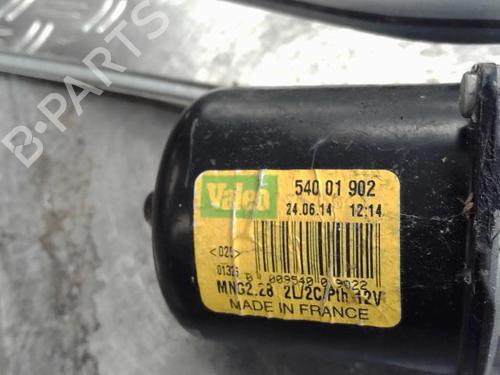 B-PARTS
Valeo
540 01 902
24.06.14 12:14
<020>
MNG2.28 2L/2C/Pth 12V
MADE IN FRANCE